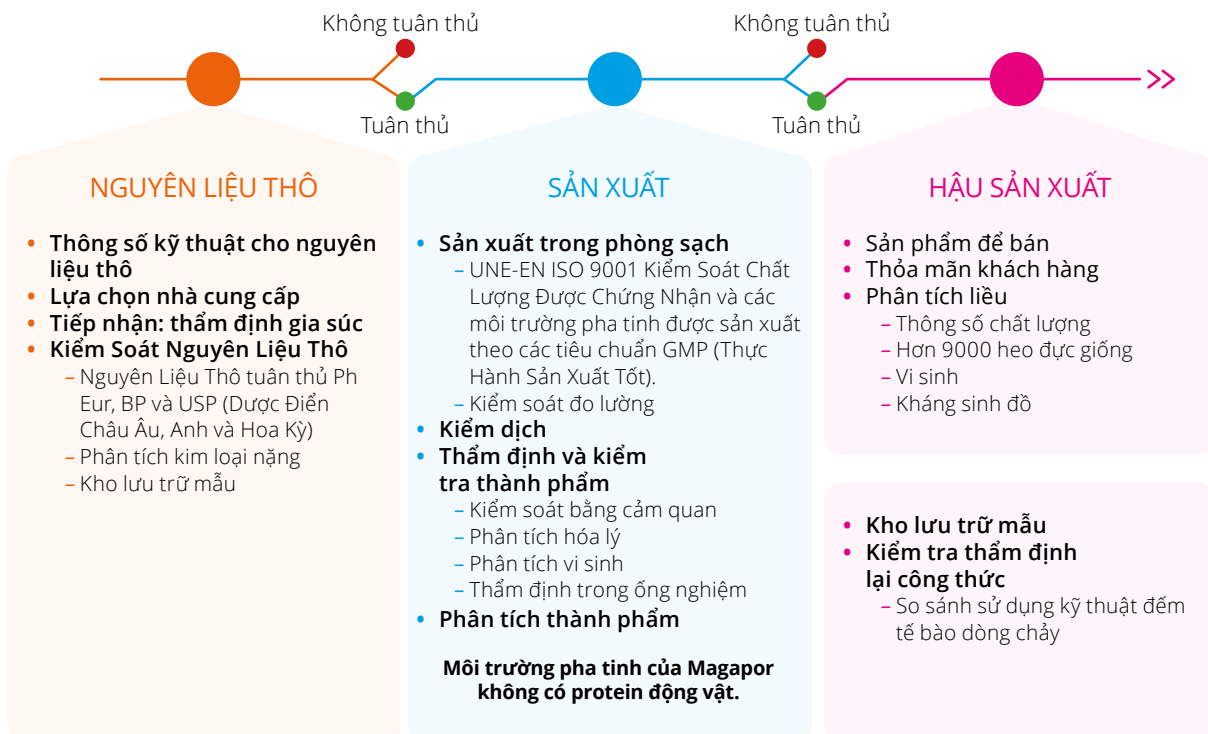 Không tuân thủ
Không tuân thủ
Tuân thủ
Tuân thủ
NGUYÊN LIỆU THÔ
• Thông số kỹ thuật cho nguyên
liệu thô
• Lựa chọn nhà cung cấp
• Tiếp nhận: thẩm định gia súc
• Kiểm Soát Nguyên Liệu Thô
– Nguyên Liệu Thô tuân thủ Ph
Eur, BP và USP (Dược Điển
Châu Âu, Anh và Hoa Kỳ)
– Phân tích kim loại nặng
– Kho lưu trữ mẫu
SẢN XUẤT
• Sản xuất trong phòng sạch
– UNE-EN ISO 9001 Kiểm Soát Chất
Lượng Được Chứng Nhận và các
môi trường pha tinh được sản xuất
theo các tiêu chuẩn GMP (Thực
Hành Sản Xuất Tốt).
– Kiểm soát đo lường
• Kiểm dịch
• Thẩm định và kiểm
tra thành phẩm
– Kiểm soát bằng cảm quan
– Phân tích hóa lý
– Phân tích vi sinh
– Thẩm định trong ống nghiệm
• Phân tích thành phẩm
Môi trường pha tinh của Magapor
không có protein động vật.
HẬU SẢN XUẤT
• Sản phẩm để bán
• Thỏa mãn khách hàng
• Phân tích liều
– Thông số chất lượng
– Hơn 9000 heo đực giống
– Vi sinh
– Kháng sinh đồ
• Kho lưu trữ mẫu
• Kiểm tra thẩm định
lại công thức
– So sánh sử dụng kỹ thuật đếm
tế bào dòng chảy